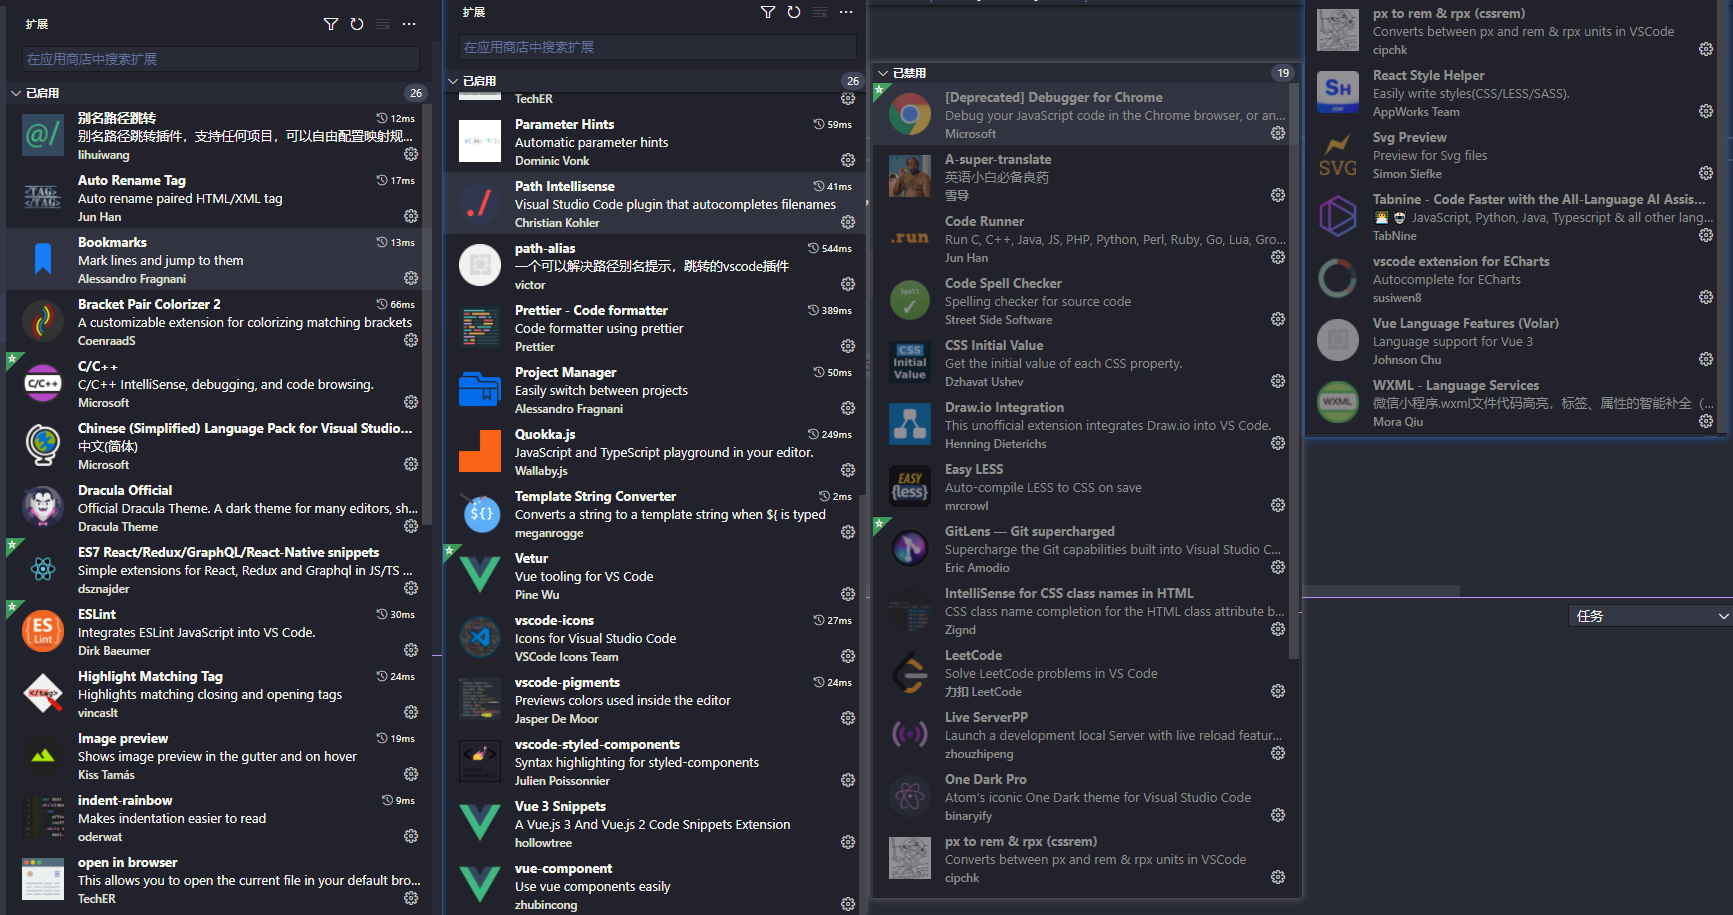 扩展
在应用商店中搜索扩展
已启用
26
别名路径跳转
12ms
别名路径跳转插件，支持任何项目，可以自由配置映射规...
lihuiwang
Auto Rename Tag
17ms
Auto rename paired HTML/XML tag
Jun Han
Bookmarks
13ms
Mark lines and jump to them
Alessandro Fragnani
Bracket Pair Colorizer 2
66ms
A customizable extension for colorizing matching brackets
CoenraadS
C/C++
C/C++ IntelliSense, debugging, and code browsing.
Microsoft
Chinese (Simplified) Language Pack for Visual Studio...
中文(简体)
Microsoft
Dracula Official
Official Dracula Theme. A dark theme for many editors, sh...
Dracula Theme
ES7 React/Redux/GraphQL/React-Native snippets
Simple extensions for React, Redux and Graphql in JS/TS ...
dsznajder
ESLint
30ms
Integrates ESLint JavaScript into VS Code.
Dirk Baeumer
Highlight Matching Tag
24ms
Highlights matching closing and opening tags
vincaslt
Image preview
19ms
Shows image preview in the gutter and on hover
Kiss Tamás
indent-rainbow
9ms
Makes indentation easier to read
oderwat
open in browser
This allows you to open the current file in your default bro...
TechER
扩展
在应用商店中搜索扩展
已启用
26
TechER
Parameter Hints
59ms
Automatic parameter hints
Dominic Vonk
Path Intellisense
41ms
Visual Studio Code plugin that autocompletes filenames
Christian Kohler
path-alias
544ms
一个可以解决路径别名提示，跳转的vscode插件
victor
Prettier - Code formatter
389ms
Code formatter using prettier
Prettier
Project Manager
50ms
Easily switch between projects
Alessandro Fragnani
Quokka.js
249ms
JavaScript and TypeScript playground in your editor.
Wallaby.js
Template String Converter
2ms
Converts a string to a template string when ${ is typed
meganrogge
Vetur
Vue tooling for VS Code
Pine Wu
vscode-icons
27ms
Icons for Visual Studio Code
VSCode Icons Team
vscode-pigments
24ms
Previews colors used inside the editor
Jasper De Moor
vscode-styled-components
Syntax highlighting for styled-components
Julien Poissonnier
Vue 3 Snippets
A Vue.js 3 And Vue.js 2 Code Snippets Extension
hollowtree
vue-component
Use vue components easily
zhubincong
已禁用
19
[Deprecated] Debugger for Chrome
Debug your JavaScript code in the Chrome browser, or an...
Microsoft
A-super-translate
英语小白必备良药
雪导
Code Runner
Run C, C++, Java, JS, PHP, Python, Perl, Ruby, Go, Lua, Gro...
Jun Han
Code Spell Checker
Spelling checker for source code
Street Side Software
CSS Initial Value
Get the initial value of each CSS property.
Dzhavat Ushev
Draw.io Integration
This unofficial extension integrates Draw.io into VS Code.
Henning Dieterichs
Easy LESS
Auto-compile LESS to CSS on save
mrcrowl
GitLens — Git supercharged
Supercharge the Git capabilities built into Visual Studio C...
Eric Amodio
IntelliSense for CSS class names in HTML
CSS class name completion for the HTML class attribute b...
Zignd
LeetCode
Solve LeetCode problems in VS Code
力扣 LeetCode
Live ServerPP
Launch a development local Server with live reload featur...
zhouzhipeng
One Dark Pro
Atom's iconic One Dark theme for Visual Studio Code
binaryify
px to rem & rpx (cssrem)
Converts between px and rem & rpx units in VSCode
cipchk
px to rem & rpx (cssrem)
Converts between px and rem & rpx units in VSCode
cipchk
React Style Helper
Easily write styles(CSS/LESS/SASS).
AppWorks Team
Svg Preview
Preview for Svg files
Simon Siefke
Tabnine - Code Faster with the All-Language AI Assis...
JavaScript, Python, Java, Typescript & all other lang...
TabNine
vscode extension for ECharts
Autocomplete for ECharts
susiwen8
Vue Language Features (Volar)
Language support for Vue 3
Johnson Chu
WXML - Language Services
微信小程序.wxml文件代码高亮，标签、属性的智能补全（...
Mora Qiu
任务